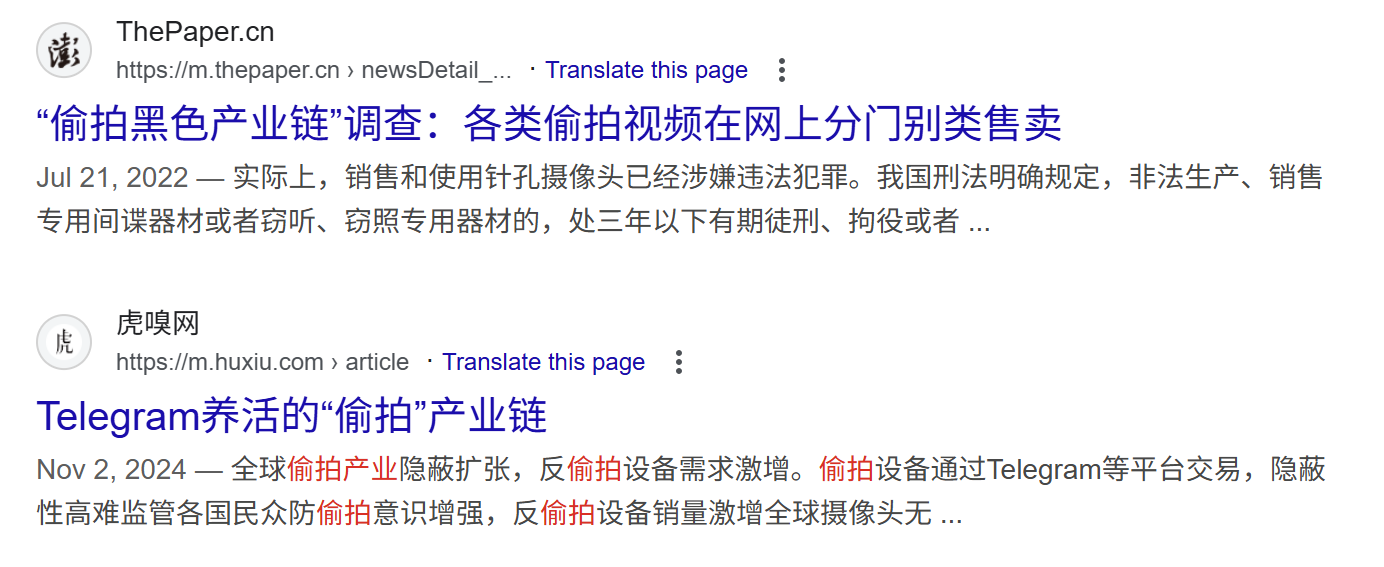 ThePaper.cn
https://m.thepaper.cn › newsDetail_... · Translate this page
“偷拍黑色产业链”调查：各类偷拍视频在网上分门别类售卖
Jul 21, 2022 — 实际上，销售和使用针孔摄像头已经涉嫌违法犯罪。我国刑法明确规定，非法生产、销售
专用间谍器材或者窃听、窃照专用器材的，处三年以下有期徒刑、拘役或者 ...
虎嗅网
https://m.huxiu.com › article · Translate this page
Telegram养活的“偷拍”产业链
Nov 2, 2024 — 全球偷拍产业隐蔽扩张，反偷拍设备需求激增。偷拍设备通过Telegram等平台交易，隐蔽
性高难监管各国民众防偷拍意识增强，反偷拍设备销量激增全球摄像头无 ...